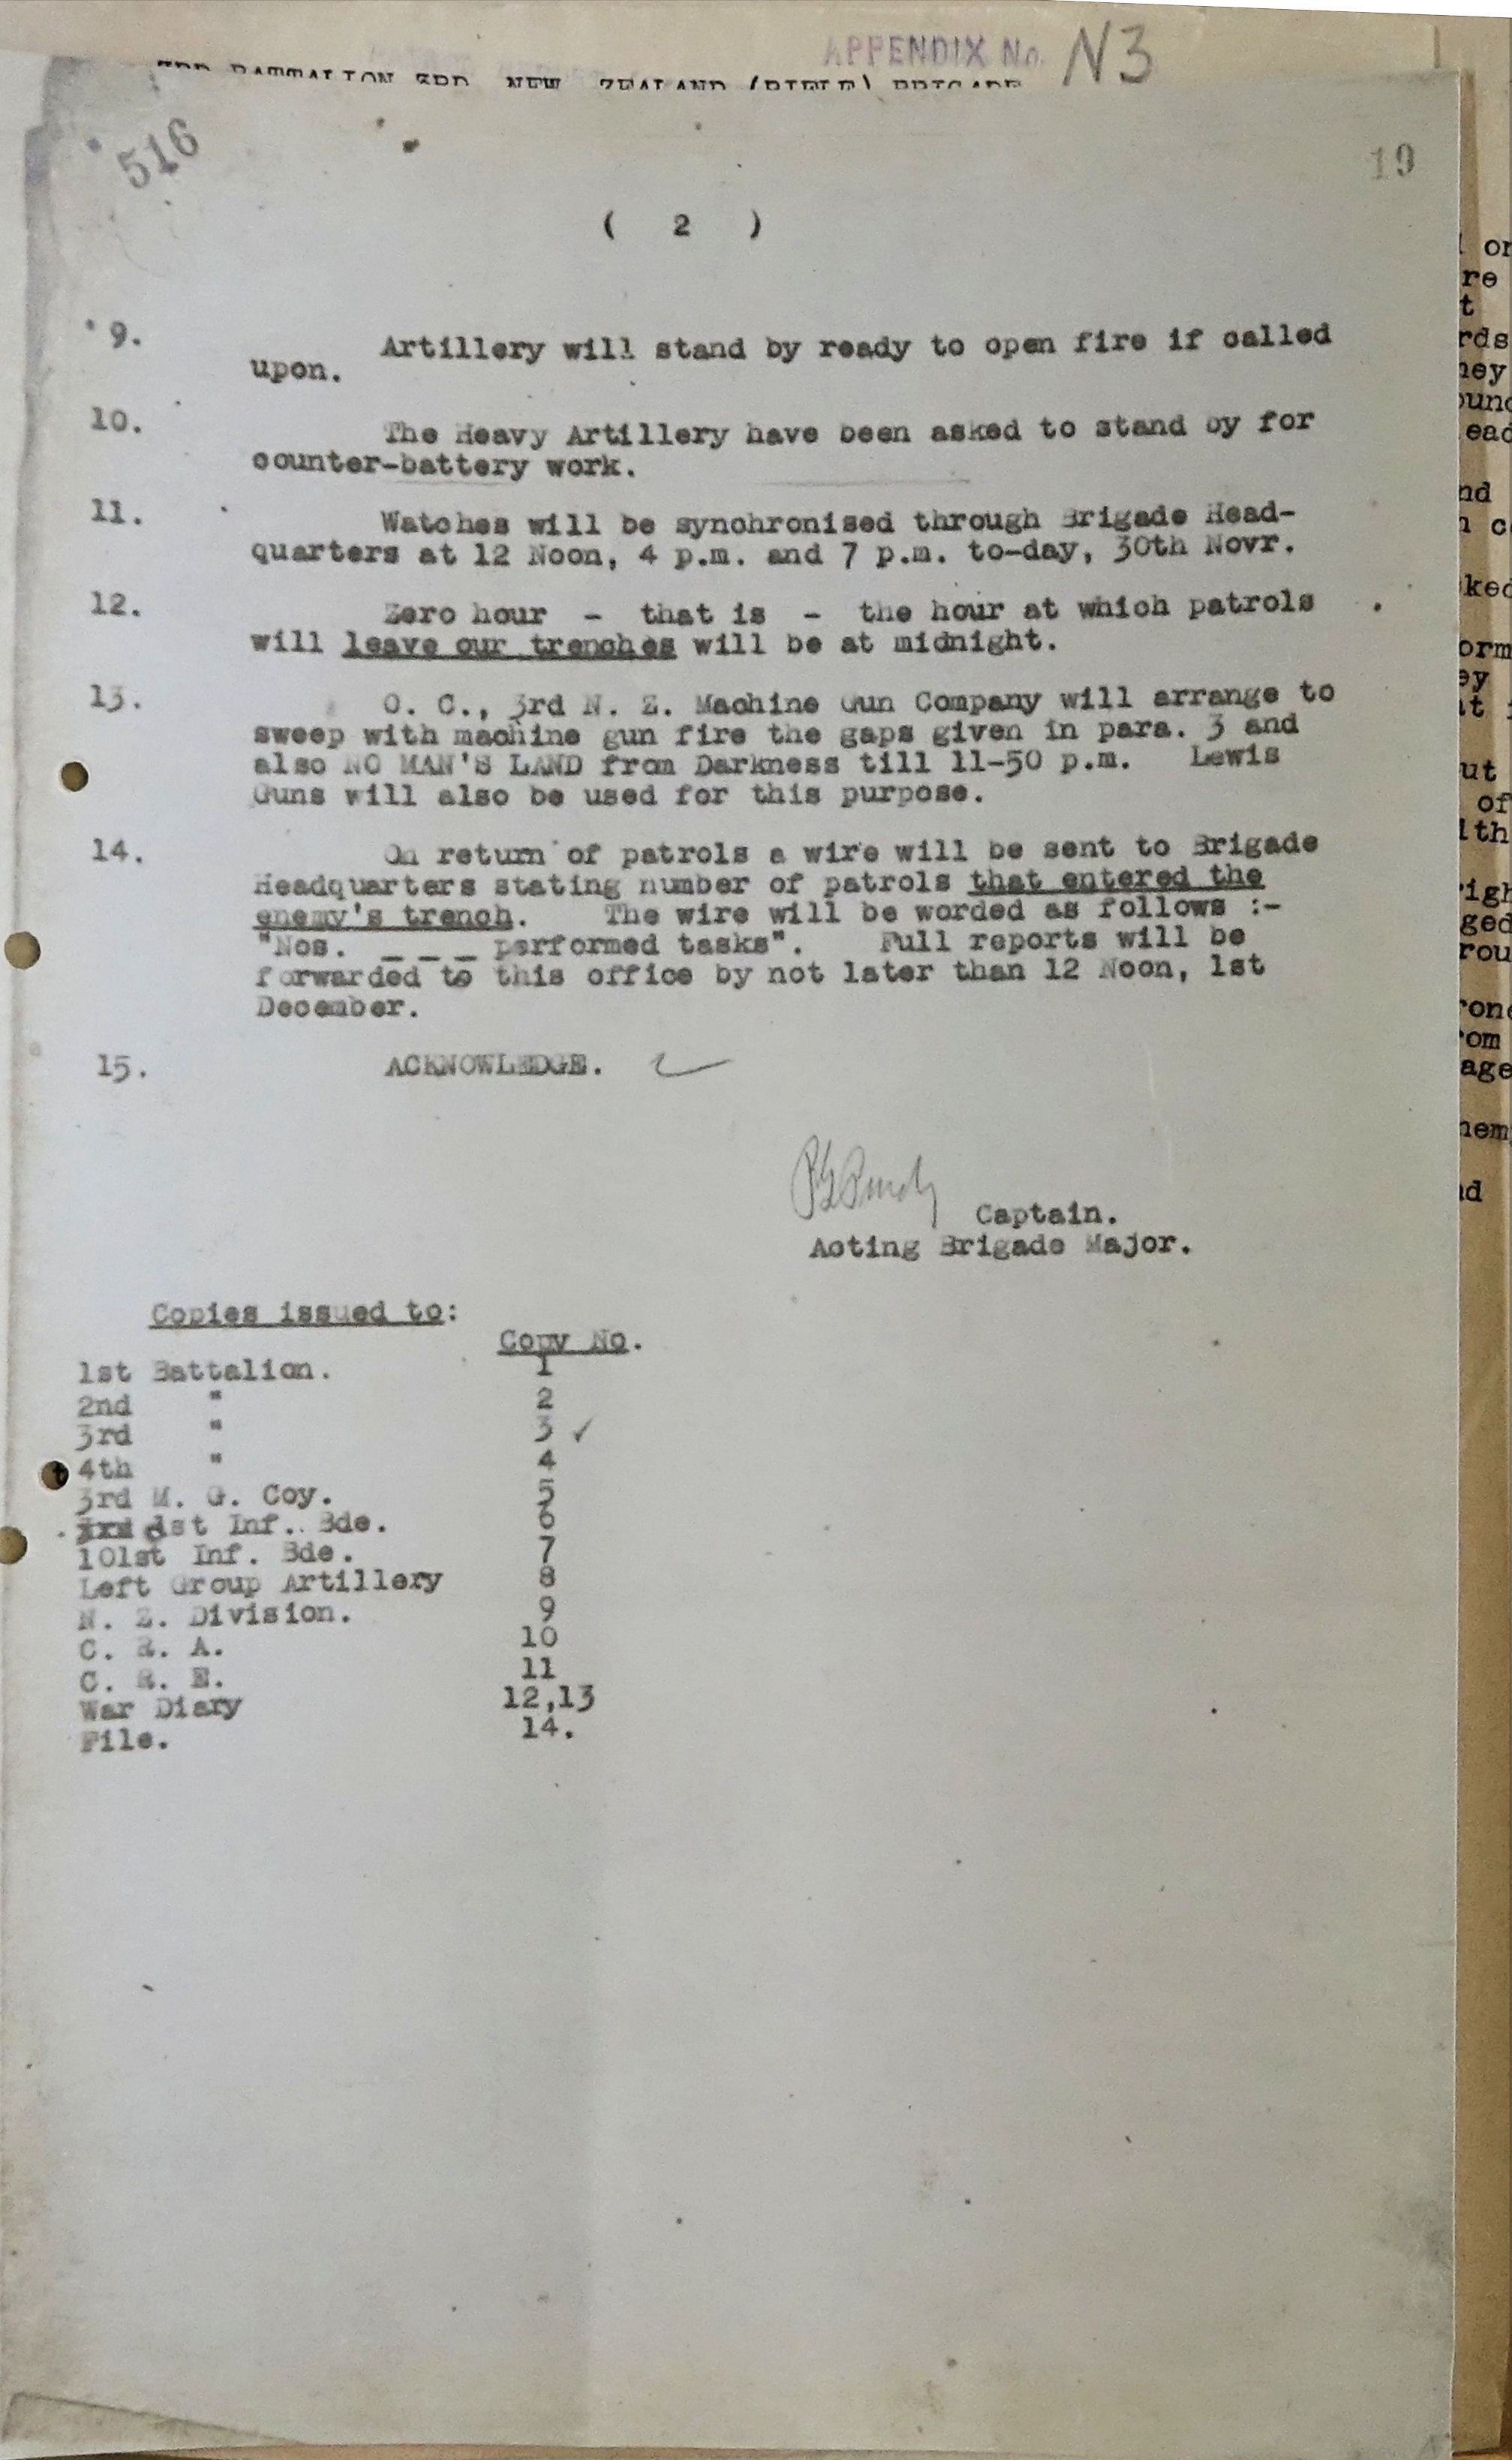 APPENDIX No. N3
3RD BATTALION 3RD NEW ZEALAND (RIFLE) BRIGADE
516
19
( 2 )
9. Artillery will stand by ready to open fire if called
upon.
10. The Heavy Artillery have been asked to stand by for
counter-battery work.
11. Watches will be synchronised through Brigade Head-
quarters at 12 Noon, 4 p.m. and 7 p.m. to-day, 30th Novr.
12. Zero hour - that is - the hour at which patrols
will leave our trenches will be at midnight.
13. O. C., 3rd N. Z. Machine Gun Company will arrange to
sweep with machine gun fire the gaps given in para. 3 and
also NO MAN'S LAND from Darkness till 11-50 p.m. Lewis
Guns will also be used for this purpose.
14. On return of patrols a wire will be sent to Brigade
Headquarters stating number of patrols that entered the
enemy's trench. The wire will be worded as follows :-
"Nos. _ _ _ performed tasks". Full reports will be
forwarded to this office by not later than 12 Noon, 1st
December.
15. ACKNOWLEDGE.
Captain.
Acting Brigade Major.
Copies issued to:
Copy No.
1st Battalion. 1
2nd " 2
3rd " 3 ✓
4th " 4
3rd M. G. Coy. 5
1st Inf. Bde. 6
101st Inf. Bde. 7
Left Group Artillery 8
N. Z. Division. 9
C. R. A. 10
C. R. E. 11
War Diary 12,13
File. 14.